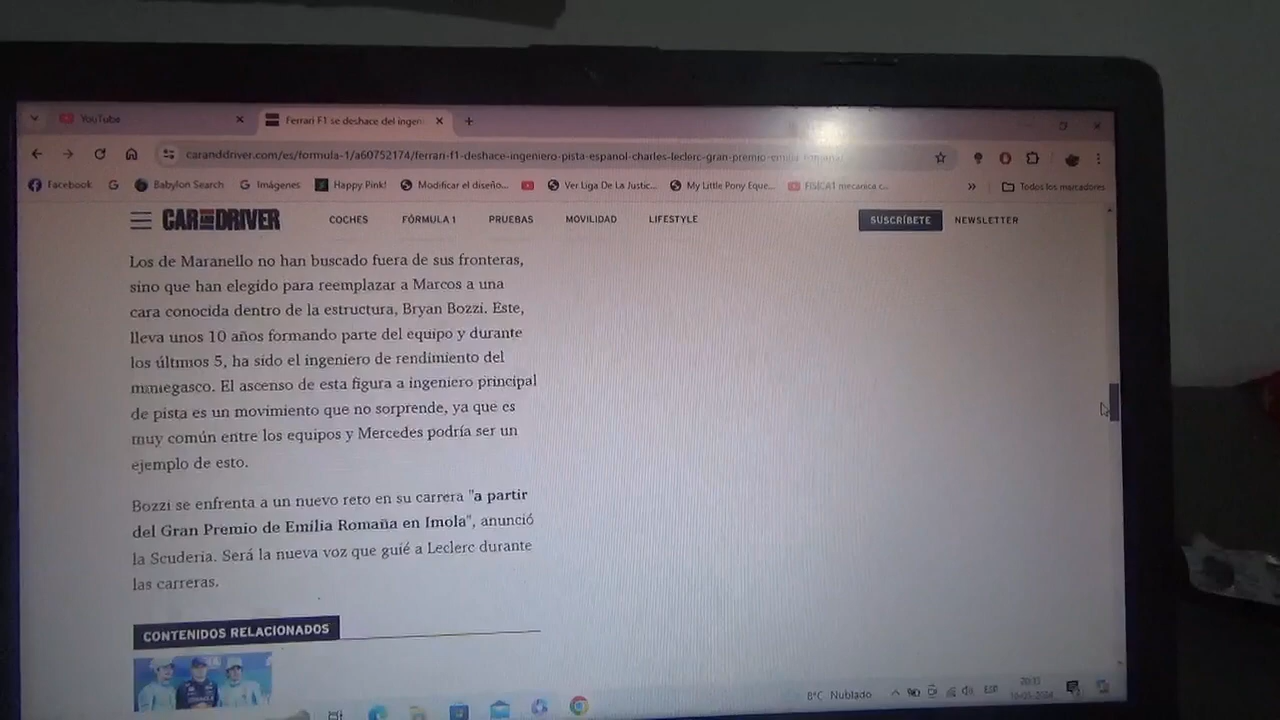 YouTube
Ferrari F1 se deshace del ingen
caranddriver.com/es/formula-1/a60752174/ferrari-f1-deshace-ingeniero-pista-espanol-charles-leclerc-gran-premio-emilia-romana/
Facebook Babylon Search Imágenes Happy Pink! Modificar el diseño... Ver Liga De La Justic... My Little Pony Eque... FISICA1 mecanica c... » Todos los marcadores
CAR AND DRIVER COCHES FÓRMULA 1 PRUEBAS MOVILIDAD LIFESTYLE SUSCRÍBETE NEWSLETTER
Los de Maranello no han buscado fuera de sus fronteras,
sino que han elegido para reemplazar a Marcos a una
cara conocida dentro de la estructura, Bryan Bozzi. Este,
lleva unos 10 años formando parte del equipo y durante
los últimos 5, ha sido el ingeniero de rendimiento del
monegasco. El ascenso de esta figura a ingeniero principal
de pista es un movimiento que no sorprende, ya que es
muy común entre los equipos y Mercedes podría ser un
ejemplo de esto.
Bozzi se enfrenta a un nuevo reto en su carrera "a partir
del Gran Premio de Emilia Romaña en Imola", anunció
la Scuderia. Será la nueva voz que guié a Leclerc durante
las carreras.
CONTENIDOS RELACIONADOS
8°C Nublado ESP